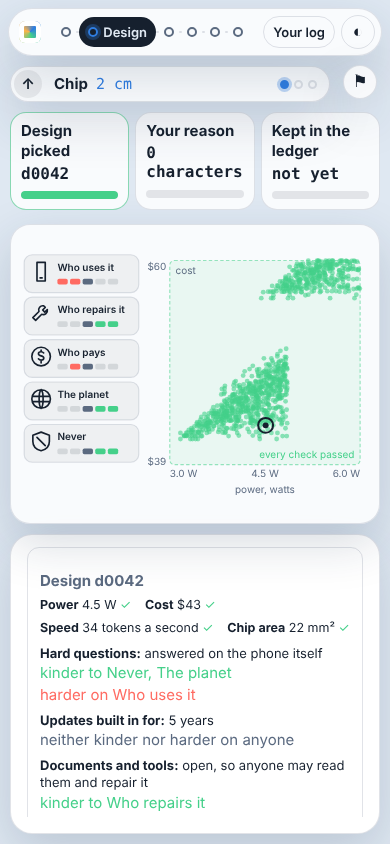 Design
Your log
Chip 2 cm
Design picked
d0042
Your reason
0 characters
Kept in the ledger
not yet
Who uses it
Who repairs it
Who pays
The planet
Never
$60
cost
every check passed
$39
3.0 W 4.5 W 6.0 W
power, watts
Design d0042
Power 4.5 W ✓ Cost $43 ✓
Speed 34 tokens a second ✓ Chip area 22 mm² ✓
Hard questions: answered on the phone itself
kinder to Never, The planet
harder on Who uses it
Updates built in for: 5 years
neither kinder nor harder on anyone
Documents and tools: open, so anyone may read
them and repair it
kinder to Who repairs it